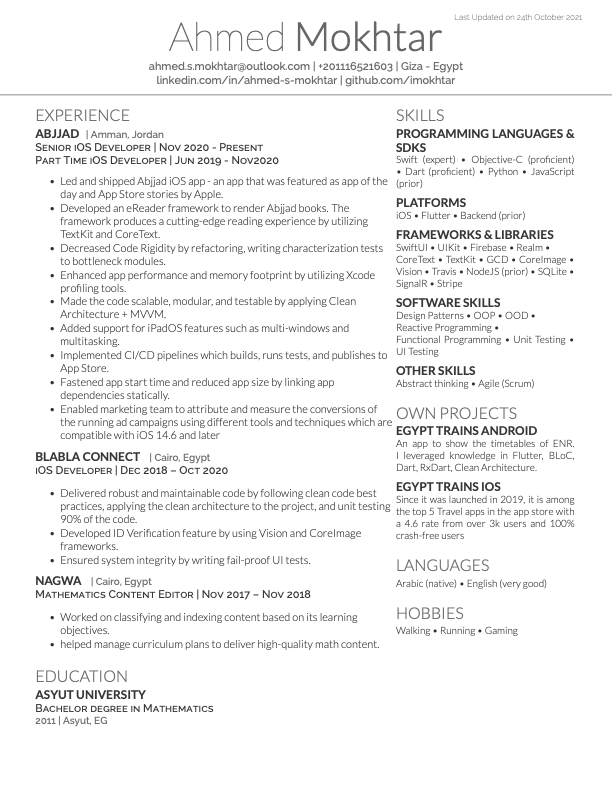 Last Updated on 24th October 2021
Ahmed Mokhtar
ahmed.s.mokhtar@outlook.com | +201116521603 | Giza - Egypt
linkedin.com/in/ahmed-s-mokhtar | github.com/imokhtar
EXPERIENCE
ABJJAD | Amman, Jordan
Senior iOS Developer | Nov 2020 - Present
Part Time iOS Developer | Jun 2019 - Nov2020
• Led and shipped Abjjad iOS app - an app that was featured as app of the
day and App Store stories by Apple.
• Developed an eReader framework to render Abjjad books. The
framework produces a cutting-edge reading experience by utilizing
TextKit and CoreText.
• Decreased Code Rigidity by refactoring, writing characterization tests
to bottleneck modules.
• Enhanced app performance and memory footprint by utilizing Xcode
profiling tools.
• Made the code scalable, modular, and testable by applying Clean
Architecture + MVVM.
• Added support for iPadOS features such as multi-windows and
multitasking.
• Implemented CI/CD pipelines which builds, runs tests, and publishes to
App Store.
• Fastened app start time and reduced app size by linking app
dependencies statically.
• Enabled marketing team to attribute and measure the conversions of
the running ad campaigns using different tools and techniques which are
compatible with iOS 14.6 and later
BLABLA CONNECT | Cairo, Egypt
iOS Developer | Dec 2018 – Oct 2020
• Delivered robust and maintainable code by following clean code best
practices, applying the clean architecture to the project, and unit testing
90% of the code.
• Developed ID Verification feature by using Vision and CoreImage
frameworks.
• Ensured system integrity by writing fail-proof UI tests.
NAGWA | Cairo, Egypt
Mathematics Content Editor | Nov 2017 – Nov 2018
• Worked on classifying and indexing content based on its learning
objectives.
• helped manage curriculum plans to deliver high-quality math content.
EDUCATION
ASYUT UNIVERSITY
Bachelor degree in Mathematics
2011 | Asyut, EG
SKILLS
PROGRAMMING LANGUAGES &
SDKS
Swift (expert) • Objective-C (proficient)
• Dart (proficient) • Python • JavaScript
(prior)
PLATFORMS
iOS • Flutter • Backend (prior)
FRAMEWORKS & LIBRARIES
SwiftUI • UIKit • Firebase • Realm •
CoreText • TextKit • GCD • CoreImage •
Vision • Travis • NodeJS (prior) • SQLite •
SignalR • Stripe
SOFTWARE SKILLS
Design Patterns • OOP • OOD •
Reactive Programming •
Functional Programming • Unit Testing •
UI Testing
OTHER SKILLS
Abstract thinking • Agile (Scrum)
OWN PROJECTS
EGYPT TRAINS ANDROID
An app to show the timetables of ENR.
I leveraged knowledge in Flutter, BLoC,
Dart, RxDart, Clean Architecture.
EGYPT TRAINS IOS
Since it was launched in 2019, it is among
the top 5 Travel apps in the app store with
a 4.6 rate from over 3k users and 100%
crash-free users
LANGUAGES
Arabic (native) • English (very good)
HOBBIES
Walking • Running • Gaming